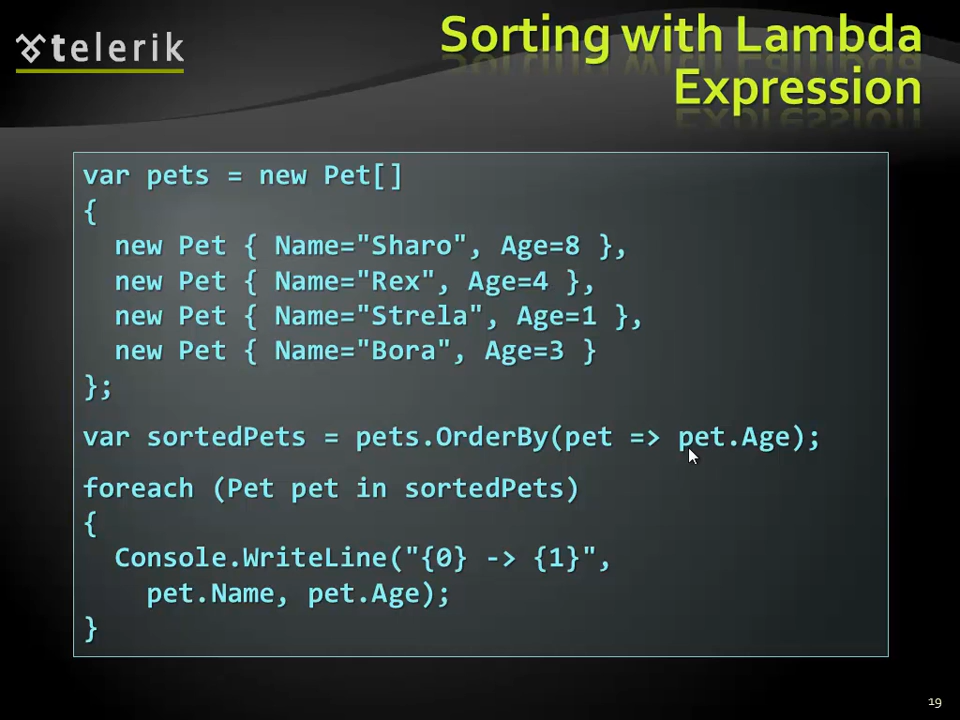 telerik
Sorting with Lambda
Expression
var pets = new Pet[]
{
  new Pet { Name="Sharo", Age=8 },
  new Pet { Name="Rex", Age=4 },
  new Pet { Name="Strela", Age=1 },
  new Pet { Name="Bora", Age=3 }
};
var sortedPets = pets.OrderBy(pet => pet.Age);
foreach (Pet pet in sortedPets)
{
  Console.WriteLine("{0} -> {1}",
    pet.Name, pet.Age);
}
19